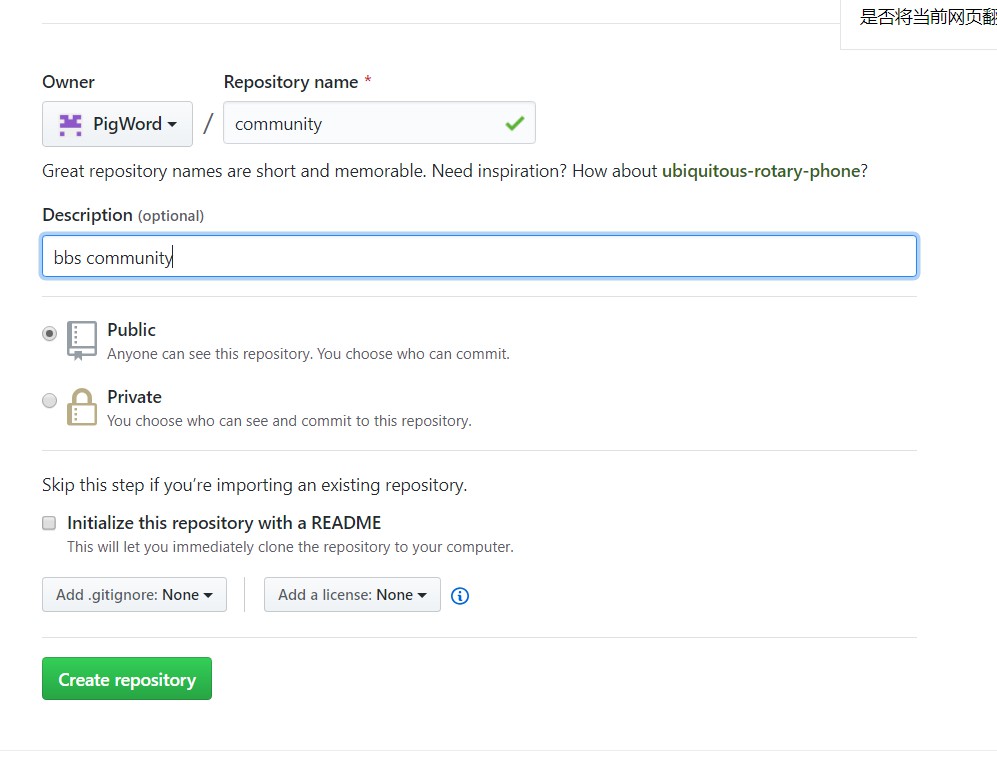 是否将当前网页翻
Owner
Repository name *
PigWord / community
Great repository names are short and memorable. Need inspiration? How about ubiquitous-rotary-phone?
Description (optional)
bbs community
Public
Anyone can see this repository. You choose who can commit.
Private
You choose who can see and commit to this repository.
Skip this step if you’re importing an existing repository.
Initialize this repository with a README
This will let you immediately clone the repository to your computer.
Add .gitignore: None
Add a license: None
Create repository